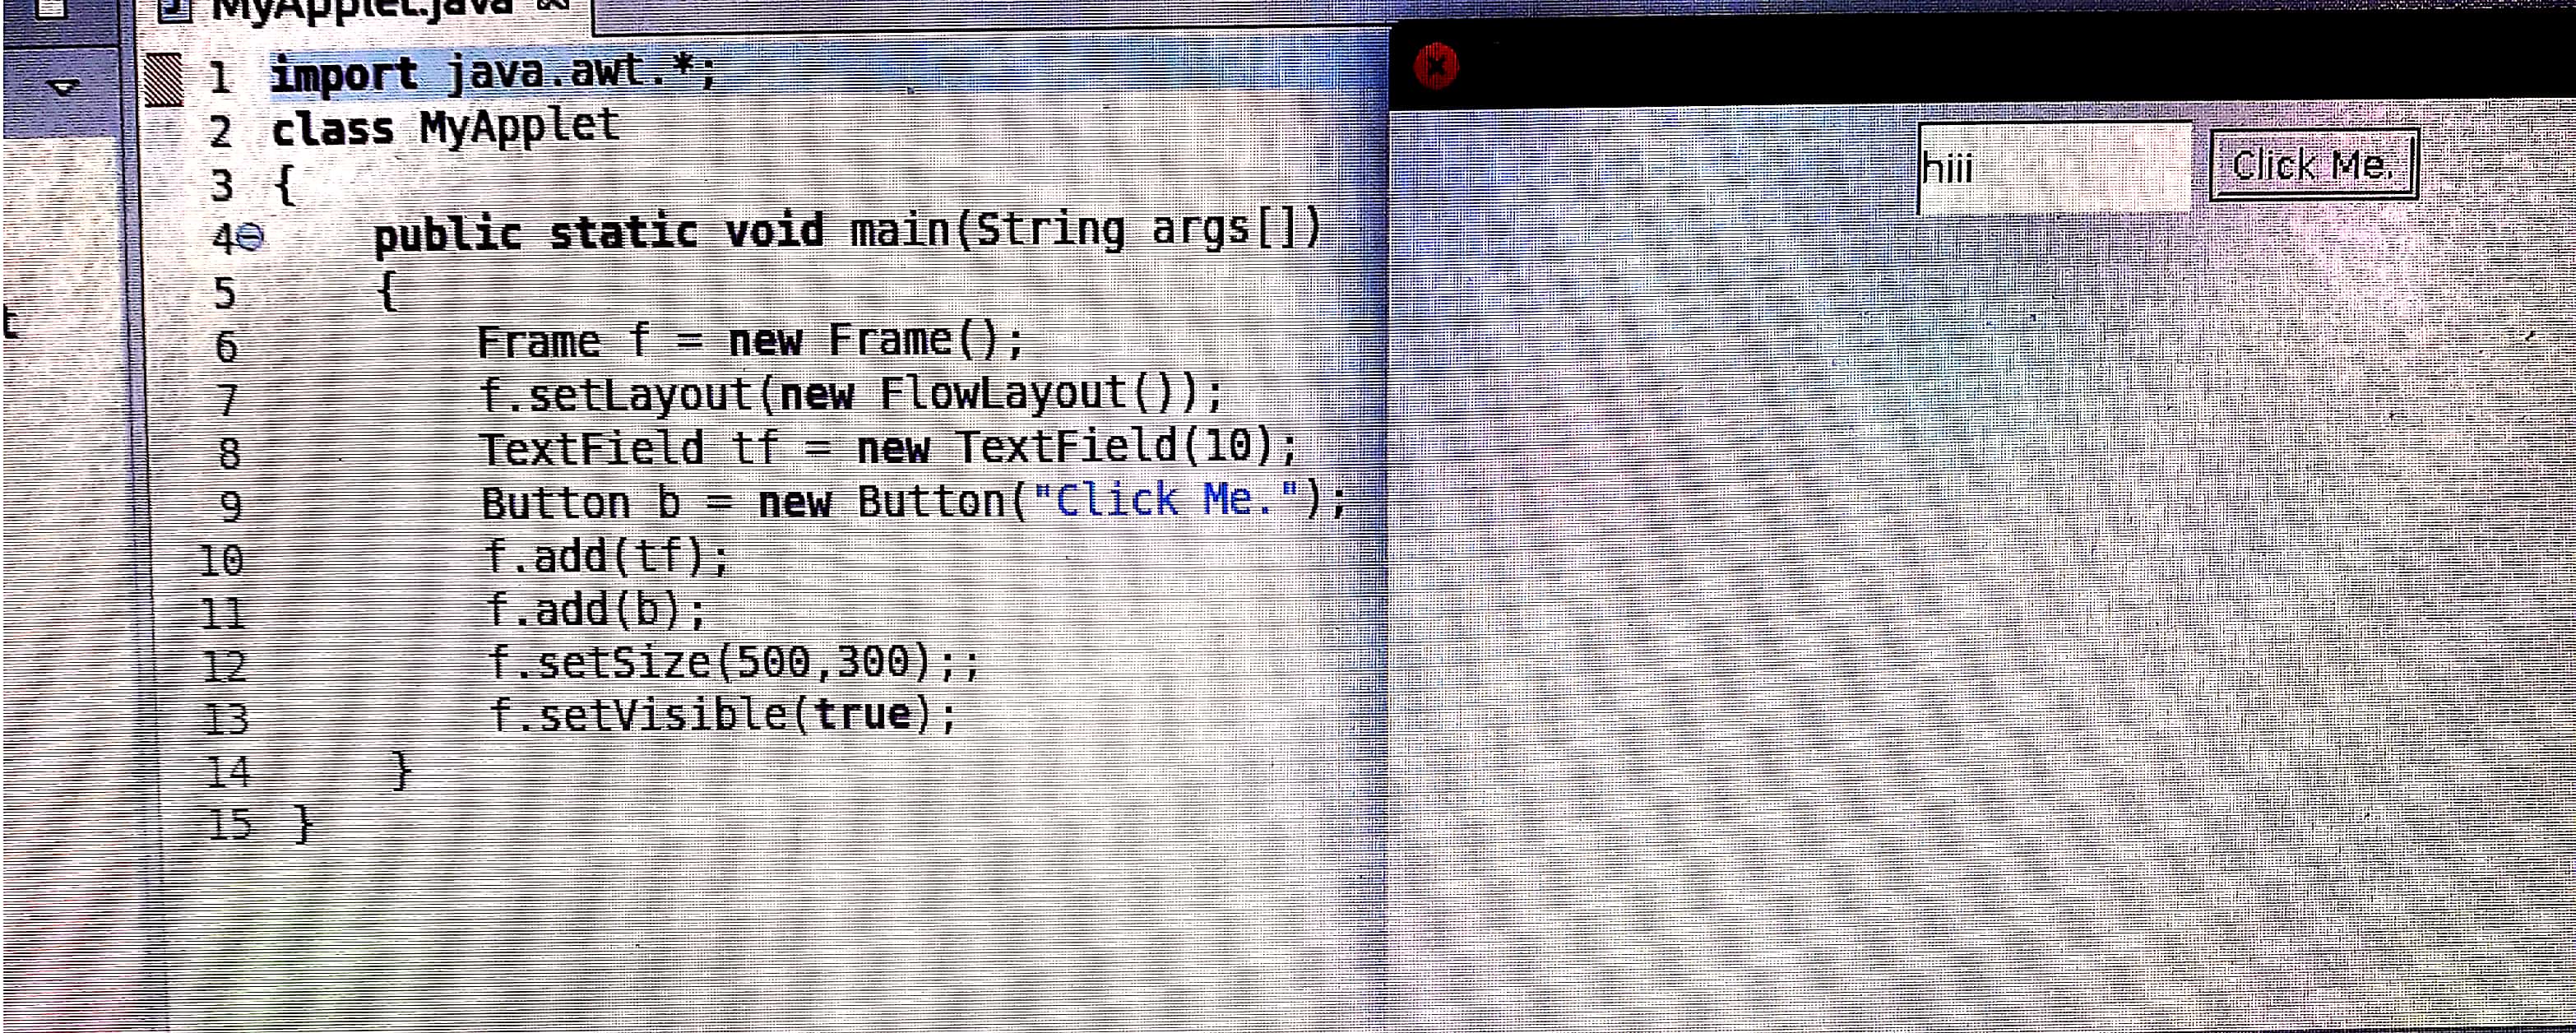 MyApplet.java
1 import java.awt.*;
2 class MyApplet
3 {
4 public static void main(String args[])
5 {
6 Frame f = new Frame();
7 f.setLayout(new FlowLayout());
8 TextField tf = new TextField(10);
9 Button b = new Button("Click Me.");
10 f.add(tf);
11 f.add(b);
12 f.setSize(500,300);;
13 f.setVisible(true);
14 }
15 }
t
hiii
Click Me.